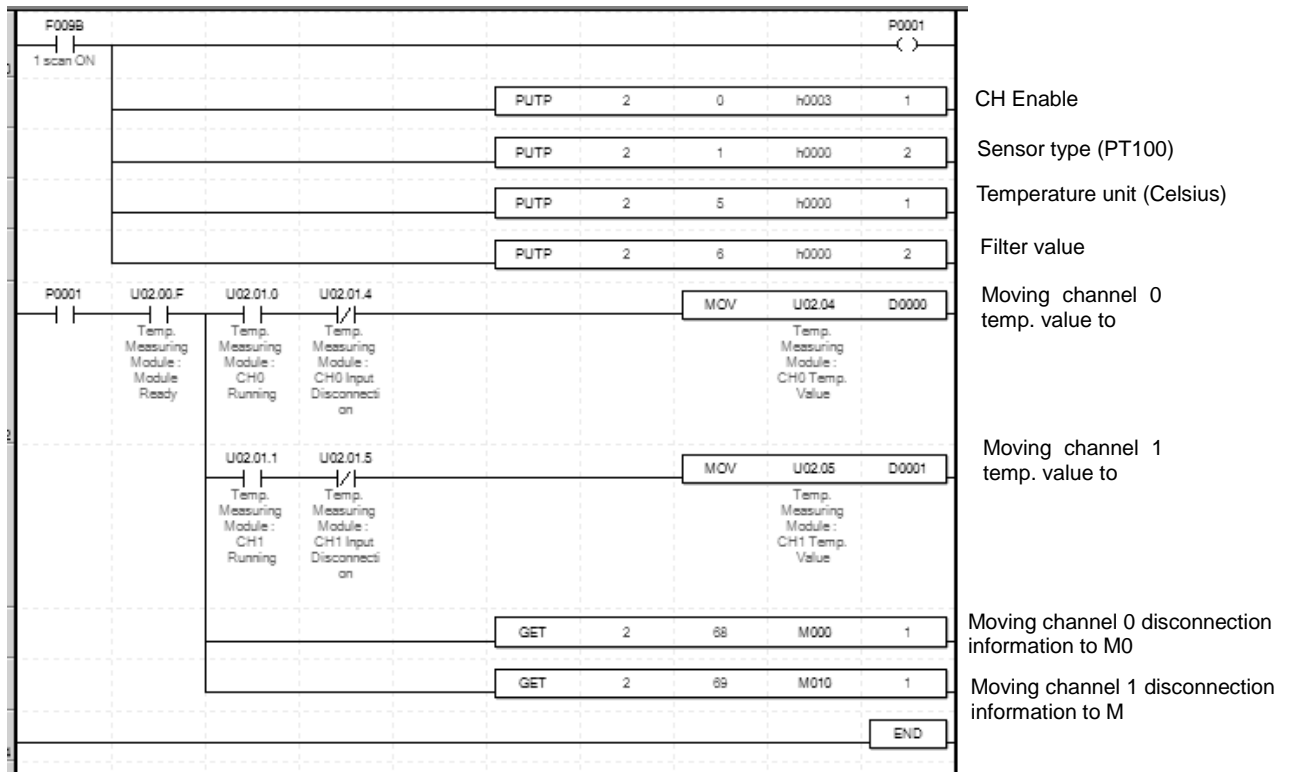 F009B P0001
1 scan ON
0
PUTP 2 0 h0003 1 CH Enable
PUTP 2 1 h0000 2 Sensor type (PT100)
PUTP 2 5 h0000 1 Temperature unit (Celsius)
PUTP 2 6 h0000 2 Filter value
P0001 U02.00.F U02.01.0 U02.01.4
MOV U02.04 D0000
Temp.
Measuring
Module :
Module
Ready
Temp.
Measuring
Module :
CH0
Running
Temp.
Measuring
Module :
CH0 Input
Disconnecti
on
Temp.
Measuring
Module :
CH0 Temp.
Value
Moving channel 0
temp. value to
2
U02.01.1 U02.01.5
MOV U02.05 D0001
Temp.
Measuring
Module :
CH1
Running
Temp.
Measuring
Module :
CH1 Input
Disconnecti
on
Temp.
Measuring
Module :
CH1 Temp.
Value
Moving channel 1
temp. value to
GET 2 68 M000 1
Moving channel 0 disconnection
information to M0
GET 2 69 M010 1
Moving channel 1 disconnection
information to M
END